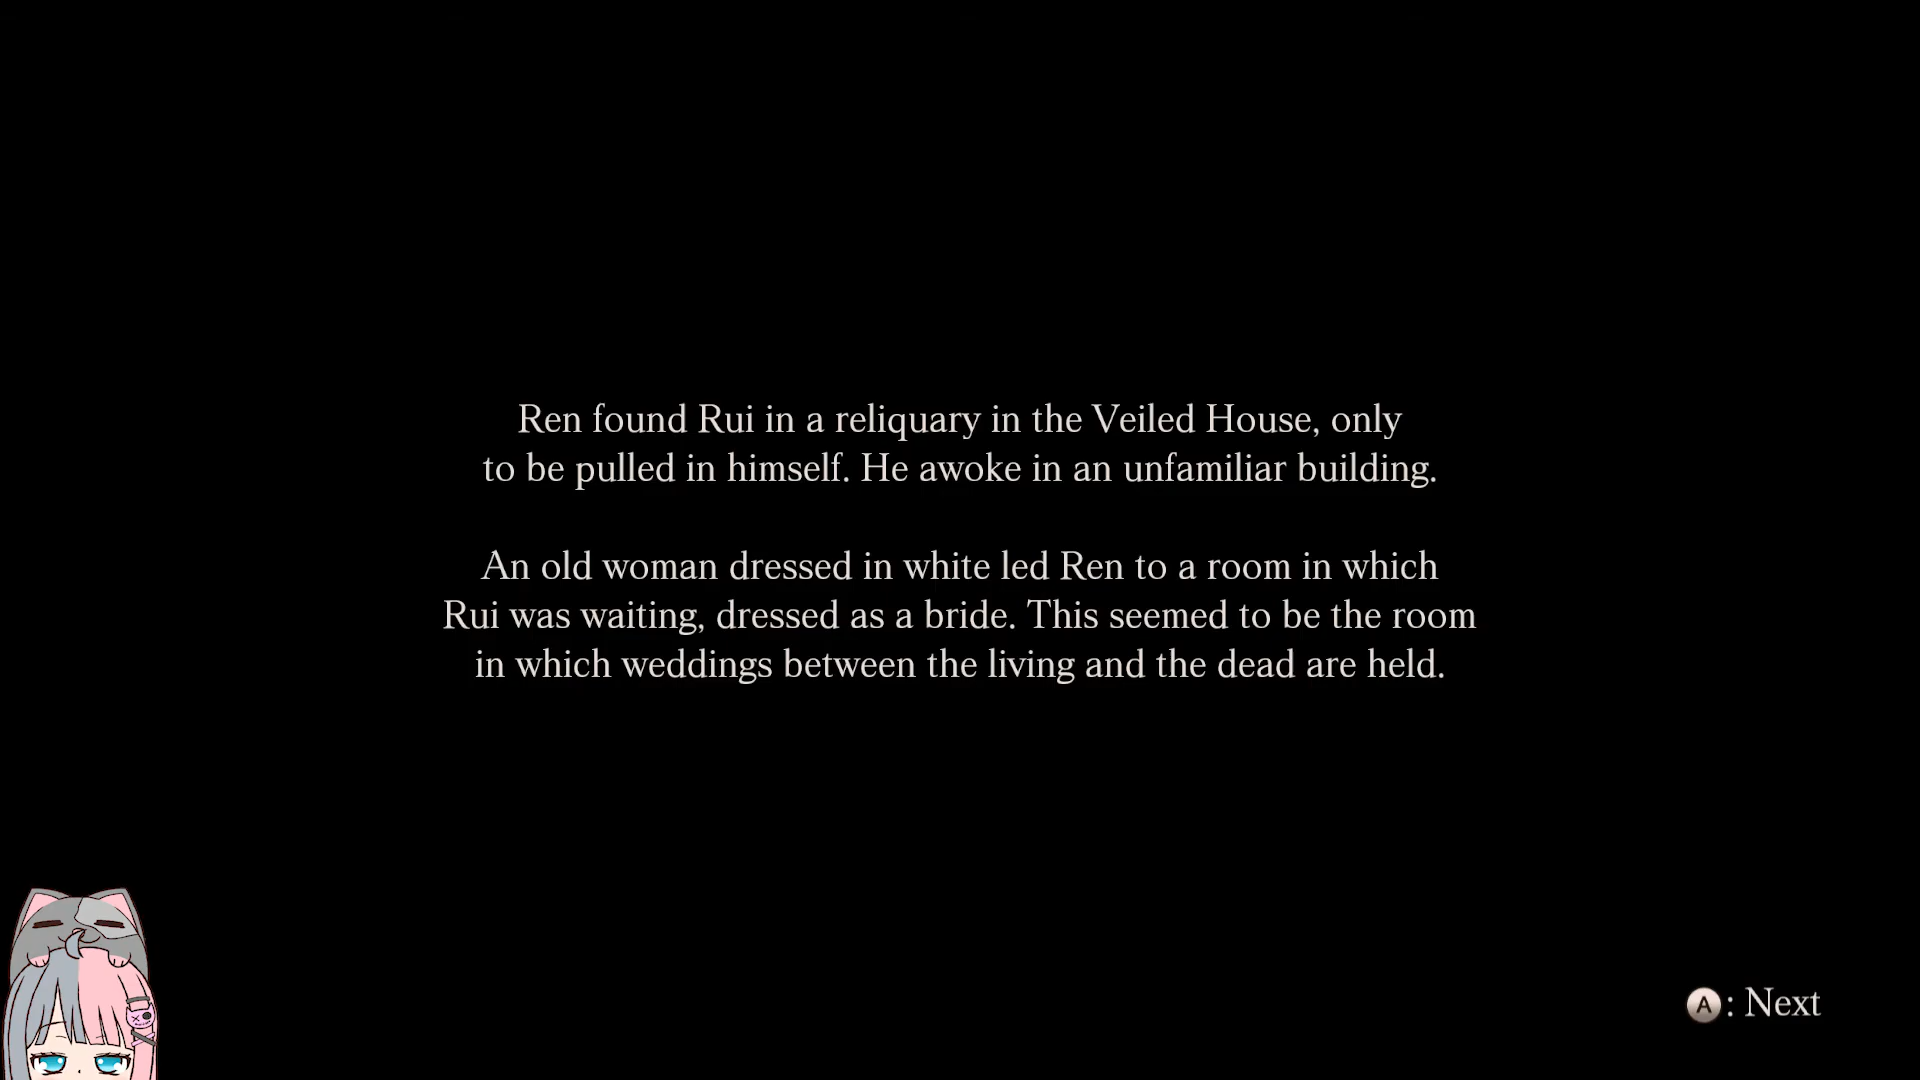 Ren found Rui in a reliquary in the Veiled House, only
to be pulled in himself. He awoke in an unfamiliar building.
An old woman dressed in white led Ren to a room in which
Rui was waiting, dressed as a bride. This seemed to be the room
in which weddings between the living and the dead are held.
A : Next